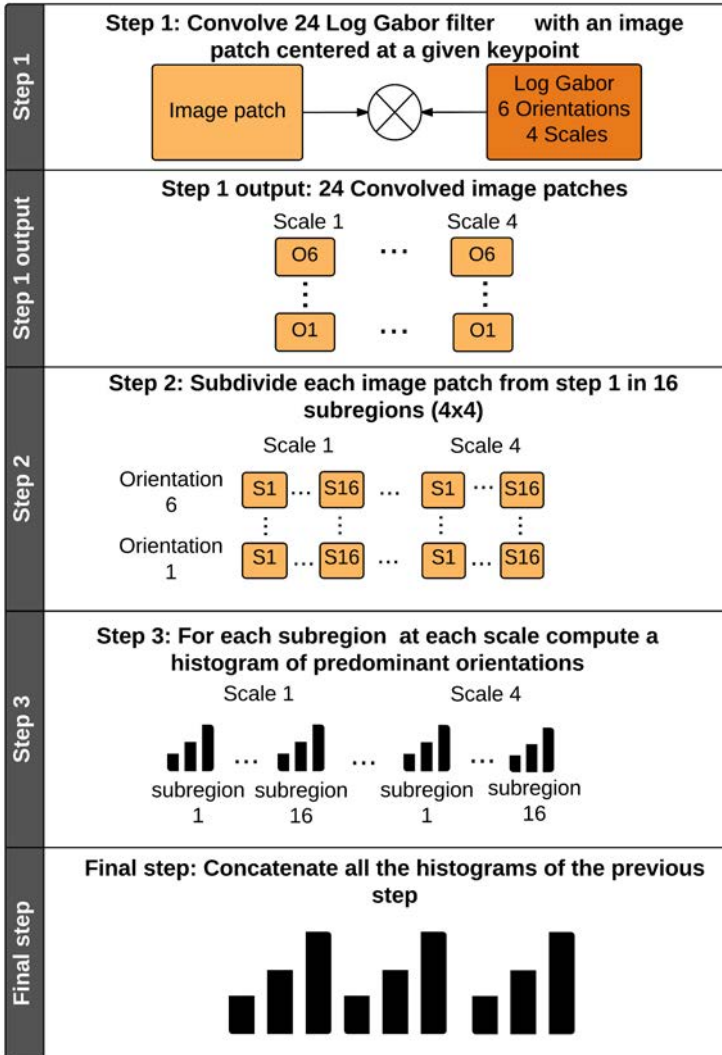 Step 1
Step 1: Convolve 24 Log Gabor filter with an image
patch centered at a given keypoint
Image patch
Log Gabor
6 Orientations
4 Scales
Step 1 output
Step 1 output: 24 Convolved image patches
Scale 1 Scale 4
O6 ... O6
O1 ... O1
Step 2
Step 2: Subdivide each image patch from step 1 in 16
subregions (4x4)
Scale 1 Scale 4
Orientation
6
S1 ... S16 ... S1 ... S16
Orientation
1
S1 ... S16 ... S1 ... S16
Step 3
Step 3: For each subregion at each scale compute a
histogram of predominant orientations
Scale 1 Scale 4
... ... ...
subregion subregion subregion subregion
1 16 1 16
Final step
Final step: Concatenate all the histograms of the previous
step